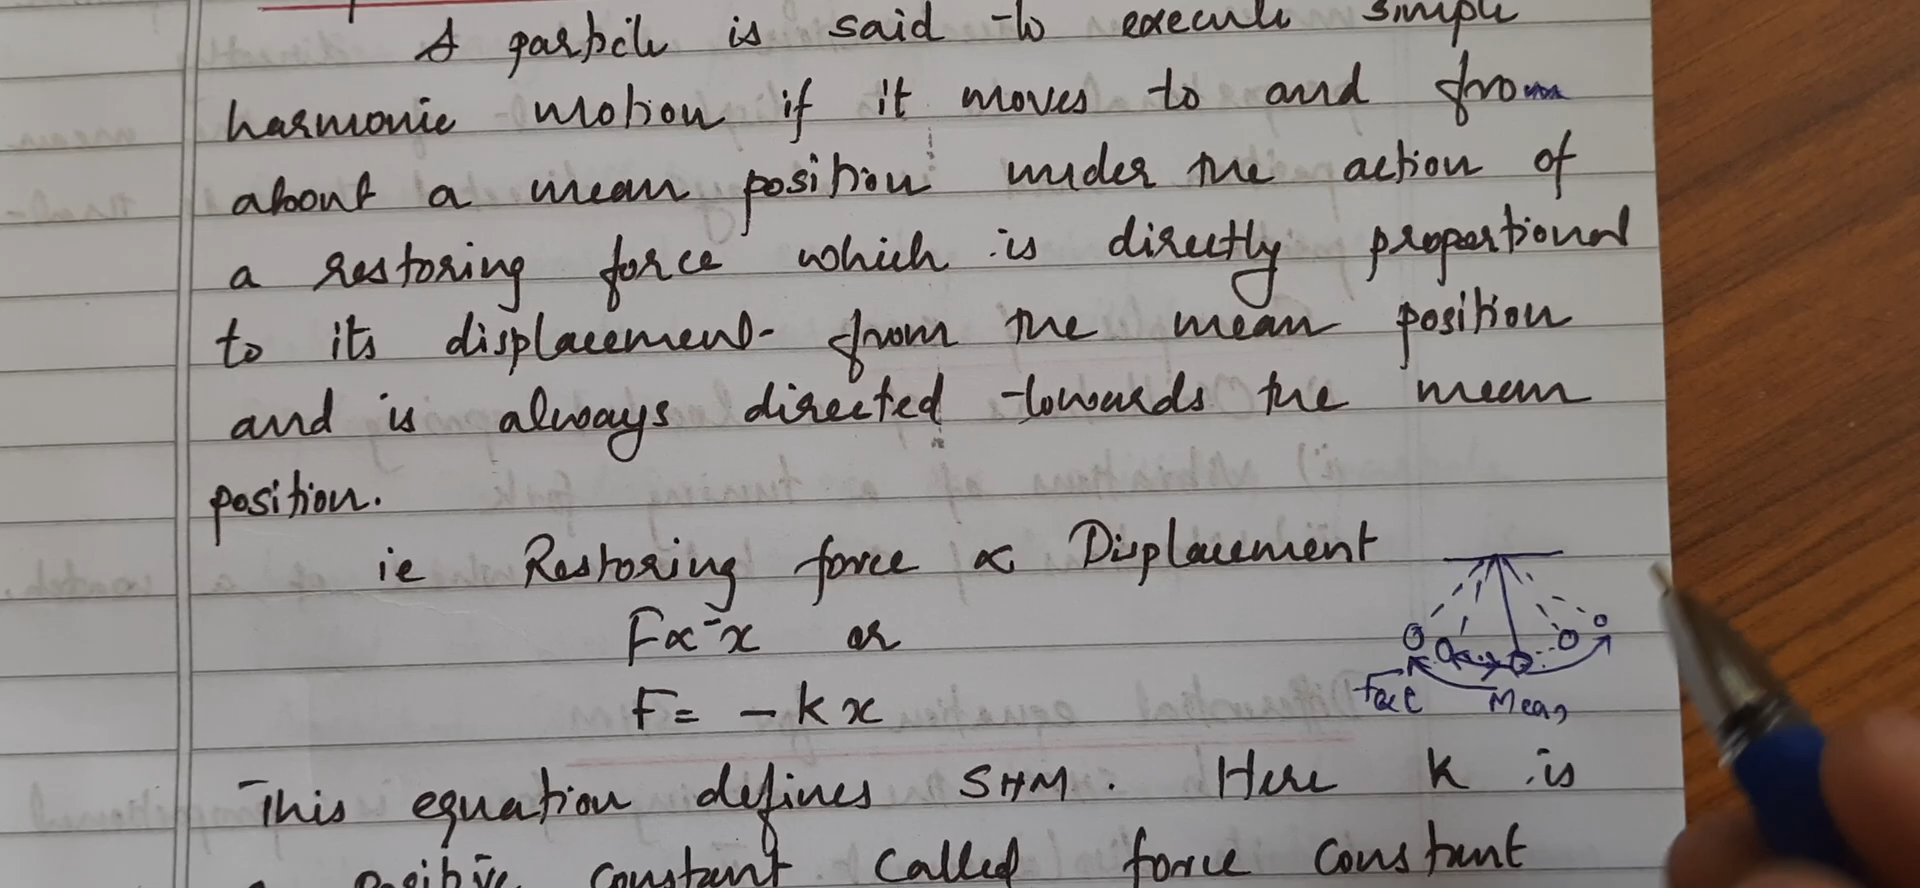 A particle is said to execute simple
harmonic motion if it moves to and from
about a mean position under the action of
a restoring force which is directly proportional
to its displacement from the mean position
and is always directed towards the mean
position.
ie Restoring force ∝ Displacement
F∝-x or
F = -kx
Mean
This equation defines SHM. Here k is
a positive constant called force constant